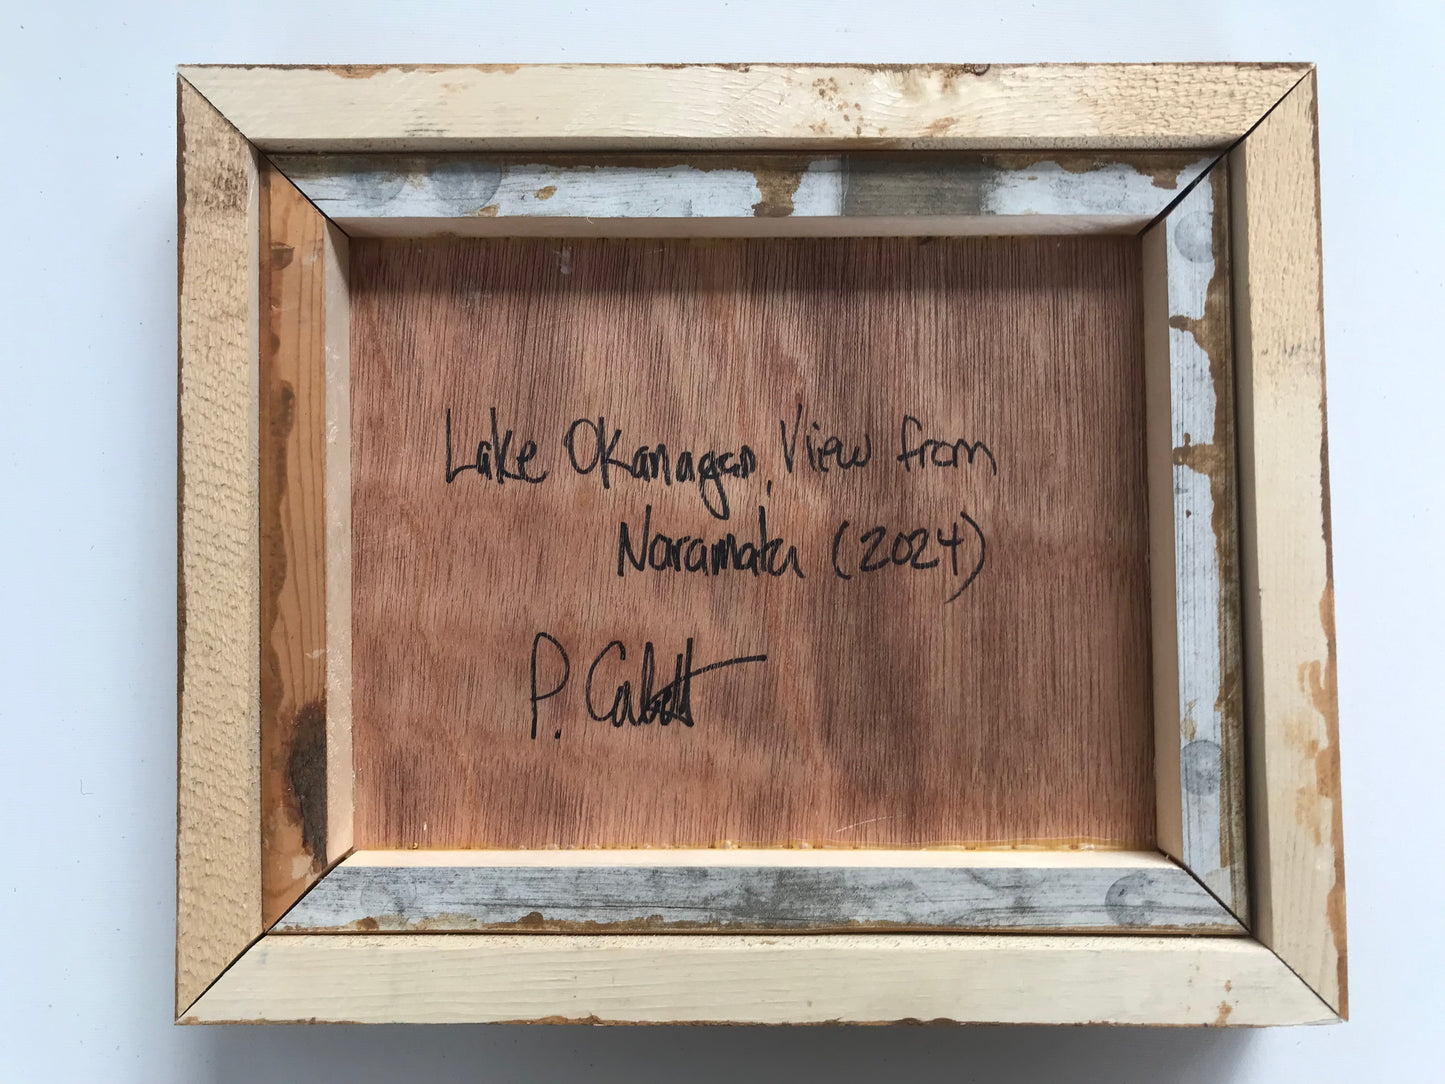 Lake Okanagan, View from
Naramata (2024)
P. Cabott